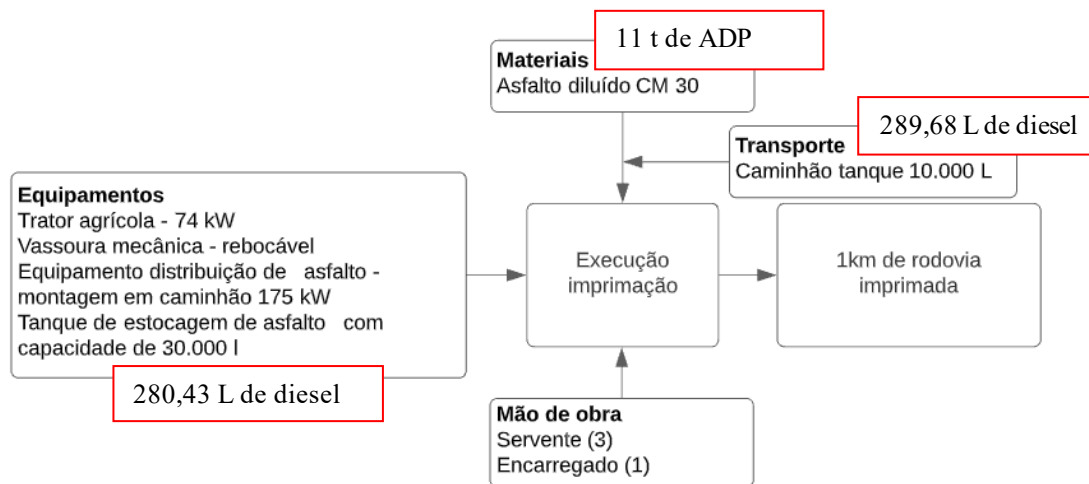 11 t de ADP
Materiais
Asfalto diluído CM 30
289,68 L de diesel
Transporte
Caminhão tanque 10.000 L
Equipamentos
Trator agrícola - 74 kW
Vassoura mecânica - rebocável
Equipamento distribuição de asfalto -
montagem em caminhão 175 kW
Tanque de estocagem de asfalto com
capacidade de 30.000 l
280,43 L de diesel
Execução
imprimação
1km de rodovia
imprimada
Mão de obra
Servente (3)
Encarregado (1)